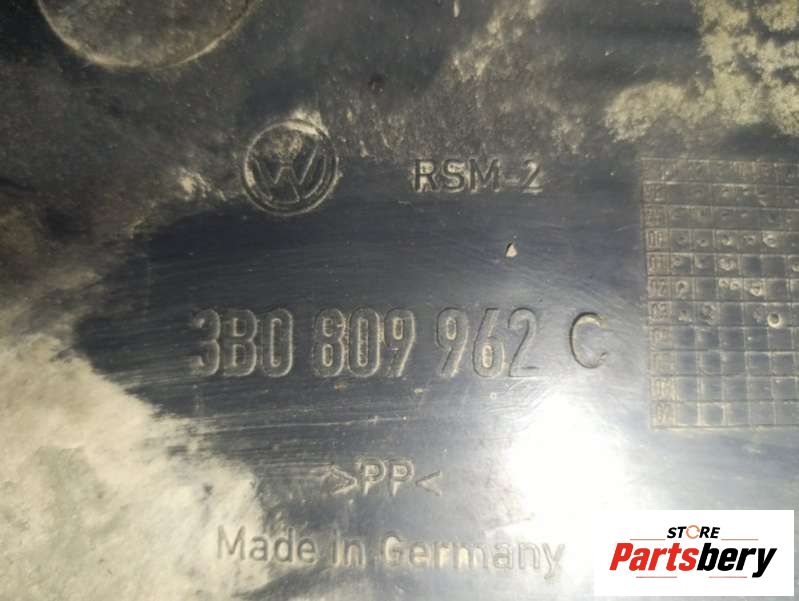 RSM-2
3B0 809 962 C
>PP<
Made in Germany
STORE
Partsbery